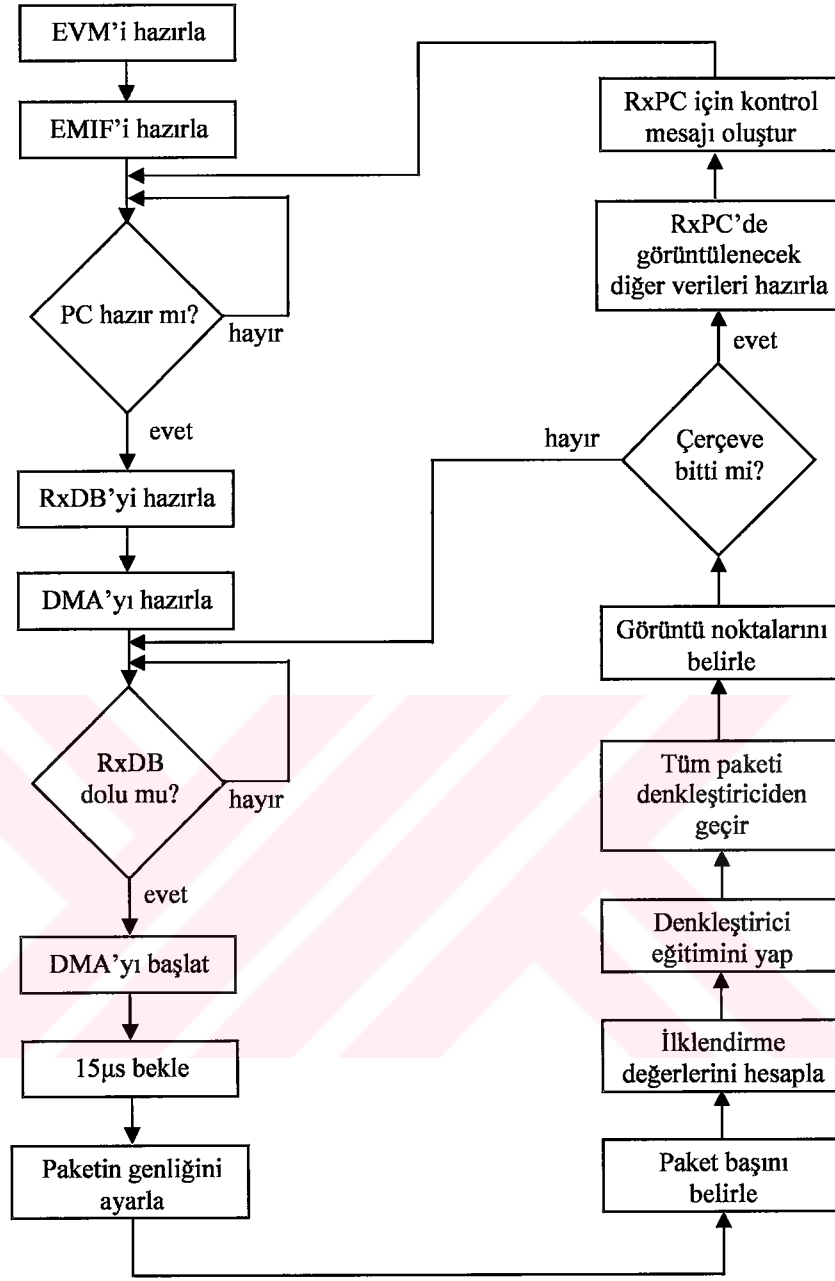 EVM'i hazırla
EMIF'i hazırla
PC hazır mı?
hayır
evet
RxDB'yi hazırla
DMA'yı hazırla
RxDB
dolu mu?
hayır
evet
DMA'yı başlat
15µs bekle
Paketin genliğini
ayarla
Paket başını
belirle
İlklendirme
değerlerini hesapla
Denkleştirici
eğitimini yap
Tüm paketi
denkleştiriciden
geçir
Görüntü noktalarını
belirle
Çerçeve
bitti mi?
hayır
evet
RxPC'de
görüntülenecek
diğer verileri hazırla
RxPC için kontrol
mesajı oluştur